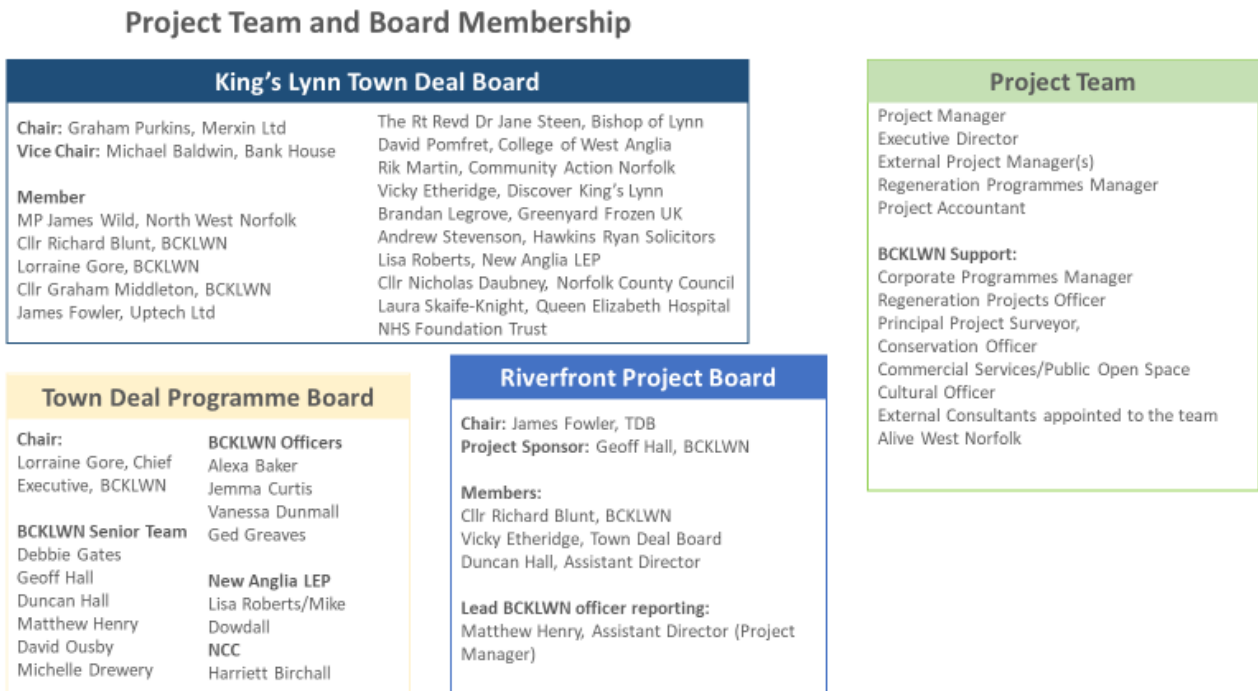 Project Team and Board Membership
King's Lynn Town Deal Board
Chair: Graham Purkins, Merxin Ltd
Vice Chair: Michael Baldwin, Bank House
Member
MP James Wild, North West Norfolk
Cllr Richard Blunt, BCKLWN
Lorraine Gore, BCKLWN
Cllr Graham Middleton, BCKLWN
James Fowler, Uptech Ltd
The Rt Revd Dr Jane Steen, Bishop of Lynn
David Pomfret, College of West Anglia
Rik Martin, Community Action Norfolk
Vicky Etheridge, Discover King's Lynn
Brandan Legrove, Greenyard Frozen UK
Andrew Stevenson, Hawkins Ryan Solicitors
Lisa Roberts, New Anglia LEP
Cllr Nicholas Daubney, Norfolk County Council
Laura Skaife-Knight, Queen Elizabeth Hospital
NHS Foundation Trust
Project Team
Project Manager
Executive Director
External Project Manager(s)
Regeneration Programmes Manager
Project Accountant
BCKLWN Support:
Corporate Programmes Manager
Regeneration Projects Officer
Principal Project Surveyor,
Conservation Officer
Commercial Services/Public Open Space
Cultural Officer
External Consultants appointed to the team
Alive West Norfolk
Town Deal Programme Board
Chair:
Lorraine Gore, Chief
Executive, BCKLWN
BCKLWN Senior Team
Debbie Gates
Geoff Hall
Duncan Hall
Matthew Henry
David Ousby
Michelle Drewery
BCKLWN Officers
Alexa Baker
Jemma Curtis
Vanessa Dunmall
Ged Greaves
New Anglia LEP
Lisa Roberts/Mike
Dowdall
NCC
Harriett Birchall
Riverfront Project Board
Chair: James Fowler, TDB
Project Sponsor: Geoff Hall, BCKLWN
Members:
Cllr Richard Blunt, BCKLWN
Vicky Etheridge, Town Deal Board
Duncan Hall, Assistant Director
Lead BCKLWN officer reporting:
Matthew Henry, Assistant Director (Project
Manager)